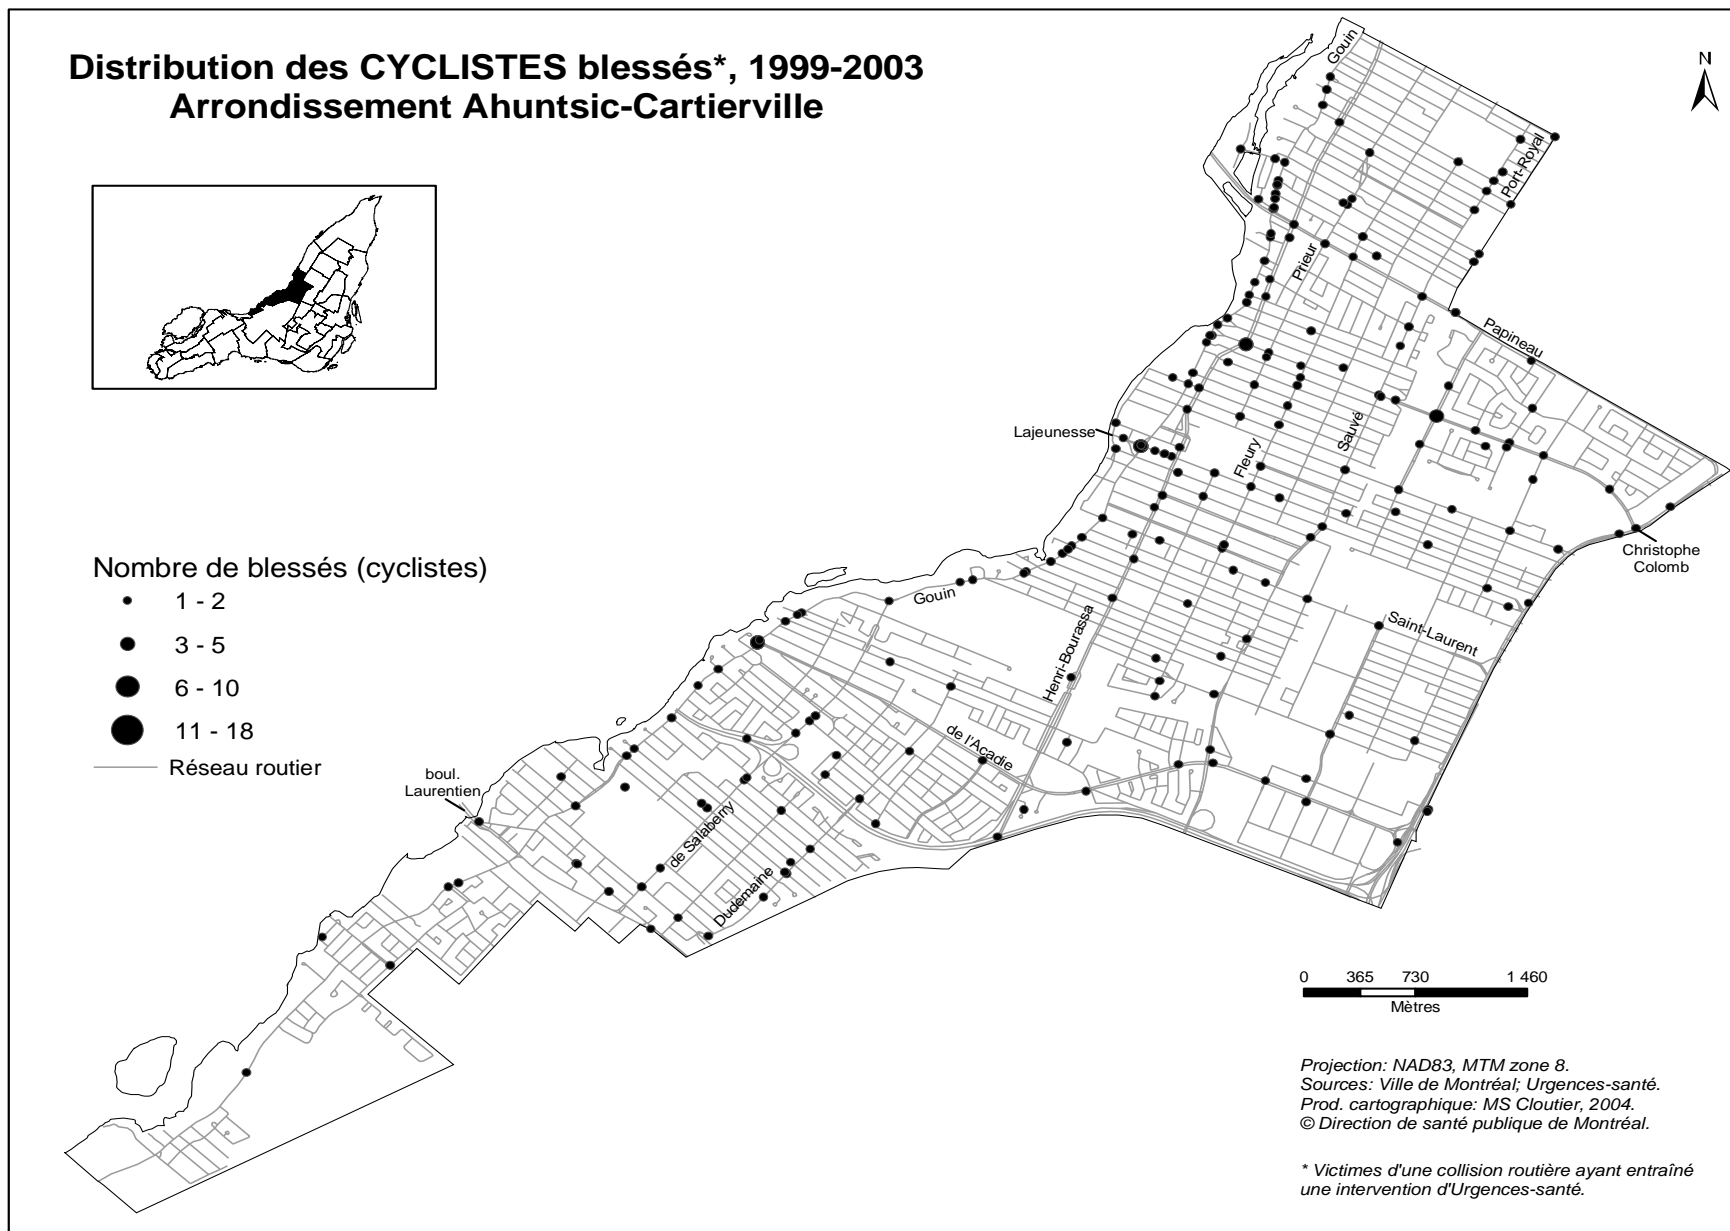 Distribution des CYCLISTES blessés*, 1999-2003
Arrondissement Ahuntsic-Cartierville
N
Gouin
Port-Royal
Prieur
Papineau
Lajeunesse
Fleury
Sauvé
Christophe
Colomb
Gouin
Henri-Bourassa
Saint-Laurent
de l'Acadie
boul.
Laurentien
de Salaberry
Dudemaine
Nombre de blessés (cyclistes)
1 - 2
3 - 5
6 - 10
11 - 18
Réseau routier
0 365 730 1 460
Mètres
Projection: NAD83, MTM zone 8.
Sources: Ville de Montréal; Urgences-santé.
Prod. cartographique: MS Cloutier, 2004.
© Direction de santé publique de Montréal.
* Victimes d'une collision routière ayant entraîné
une intervention d'Urgences-santé.